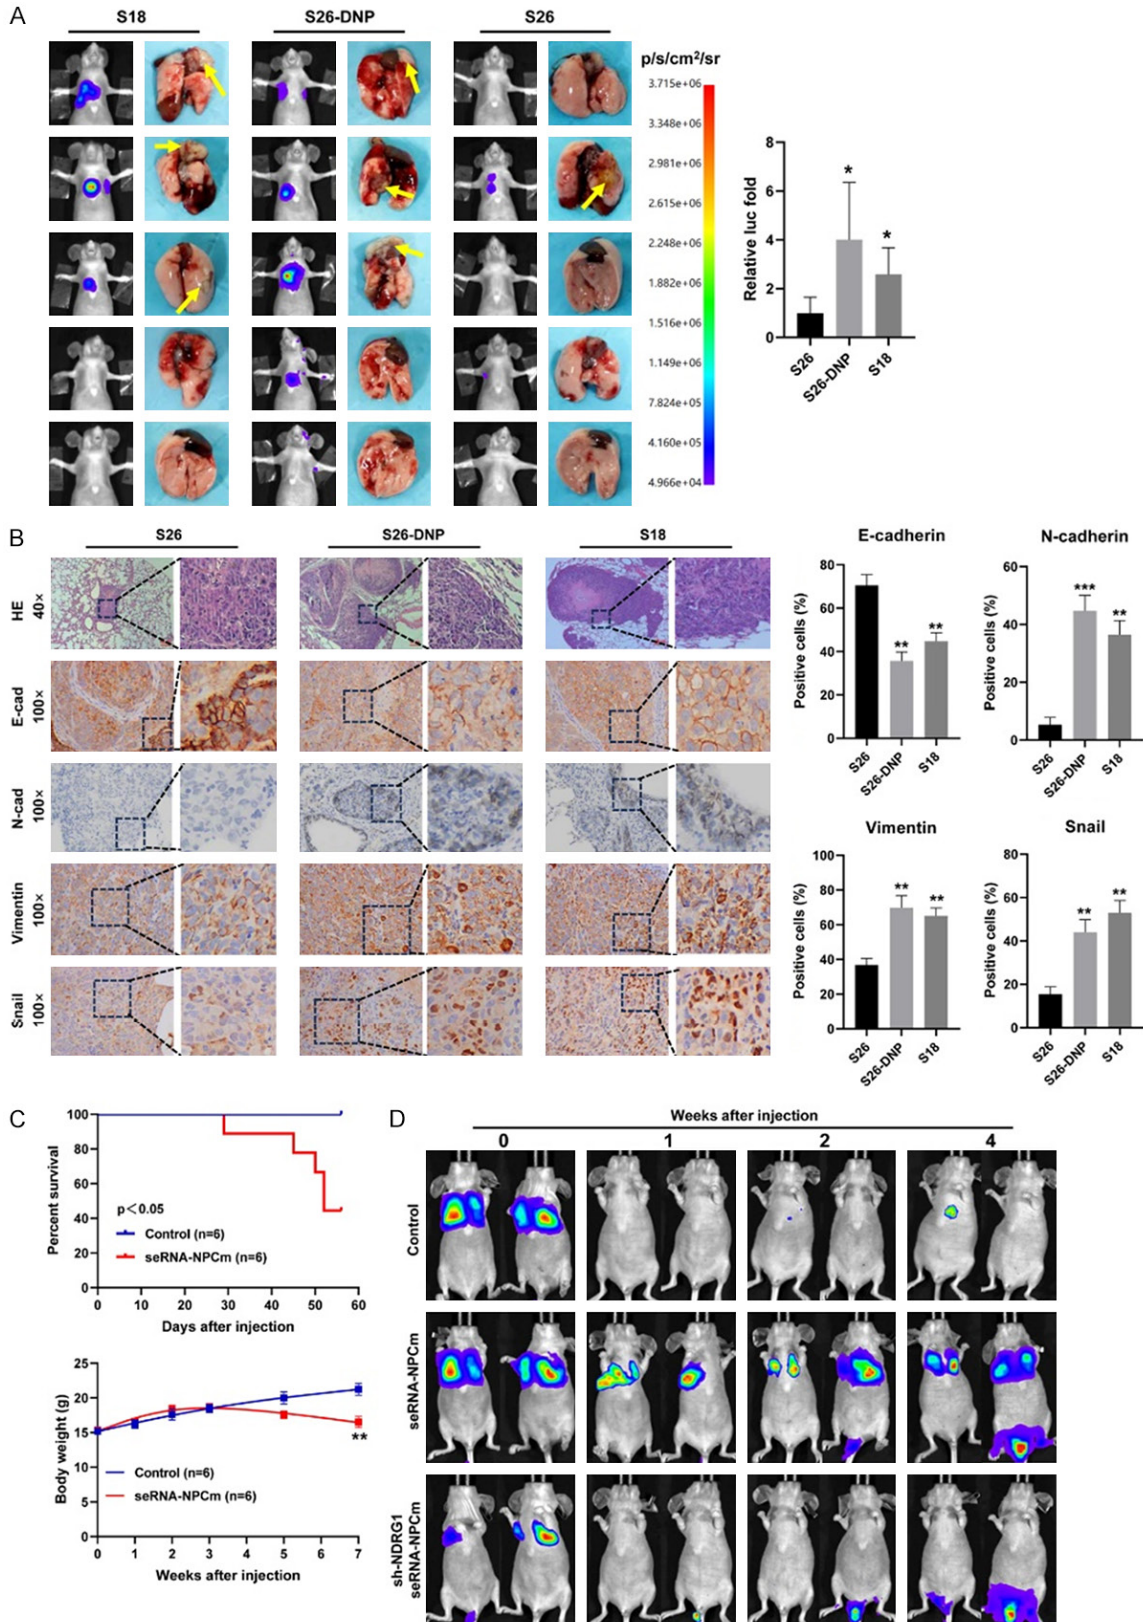 A
S18
S26-DNP
S26
p/s/cm²/sr
3.715e+06
3.348e+06
2.981e+06
2.615e+06
2.248e+06
1.882e+06
1.516e+06
1.149e+06
7.824e+05
4.160e+05
4.966e+04
Relative luc fold
8
6
4
2
0
*
*
S26
S26-DNP
S18
B
S26
S26-DNP
S18
HE
40×
E-cad
100×
N-cad
100×
Vimentin
100×
Snail
100×
E-cadherin
Positive cells (%)
80
60
40
20
0
**
**
S26
S26-DNP
S18
N-cadherin
Positive cells (%)
60
40
20
0
***
**
S26
S26-DNP
S18
Vimentin
Positive cells (%)
100
80
60
40
20
0
**
**
S26
S26-DNP
S18
Snail
Positive cells (%)
80
60
40
20
0
**
**
S26
S26-DNP
S18
C
Percent survival
100
80
60
40
20
0
p<0.05
Control (n=6)
seRNA-NPCm (n=6)
0 10 20 30 40 50 60
Days after injection
Body weight (g)
25
20
15
10
5
0
**
Control (n=6)
seRNA-NPCm (n=6)
0 1 2 3 4 5 6 7
Weeks after injection
D
Weeks after injection
0 1 2 4
Control
seRNA-NPCm
sh-NDRG1
seRNA-NPCm